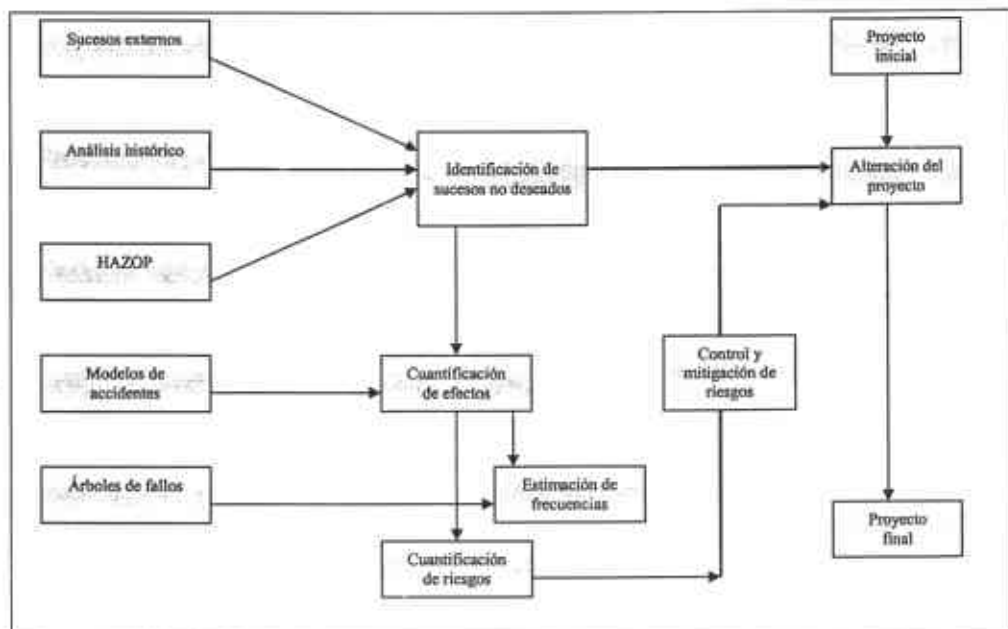 Sucesos externos
Proyecto
inicial
Análisis histórico
Identificación de
sucesos no deseados
Alteración del
proyecto
HAZOP
Modelos de
accidentes
Cuantificación
de efectos
Control y
mitigación de
riesgos
Árboles de fallos
Estimación de
frecuencias
Proyecto
final
Cuantificación
de riesgos